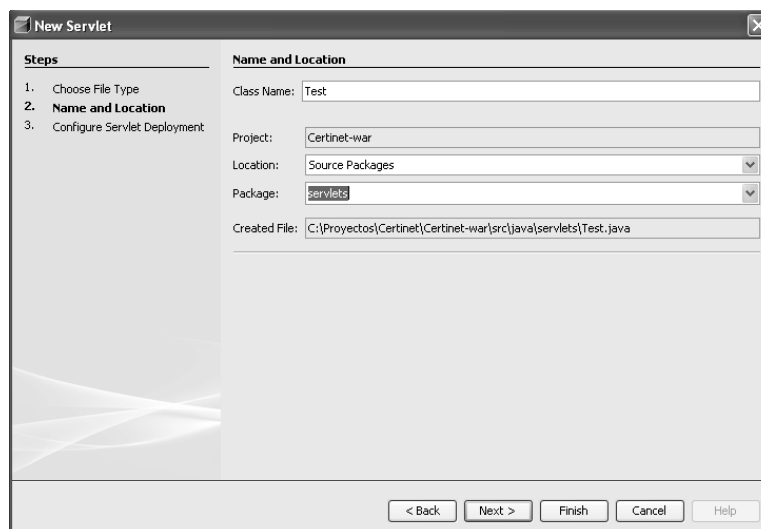 New Servlet
Steps
1. Choose File Type
2. Name and Location
3. Configure Servlet Deployment
Name and Location
Class Name: Test
Project: Certinet-war
Location: Source Packages
Package: servlets
Created File: C:\Proyectos\Certinet\Certinet-war\src\java\servlets\Test.java
< Back Next > Finish Cancel Help